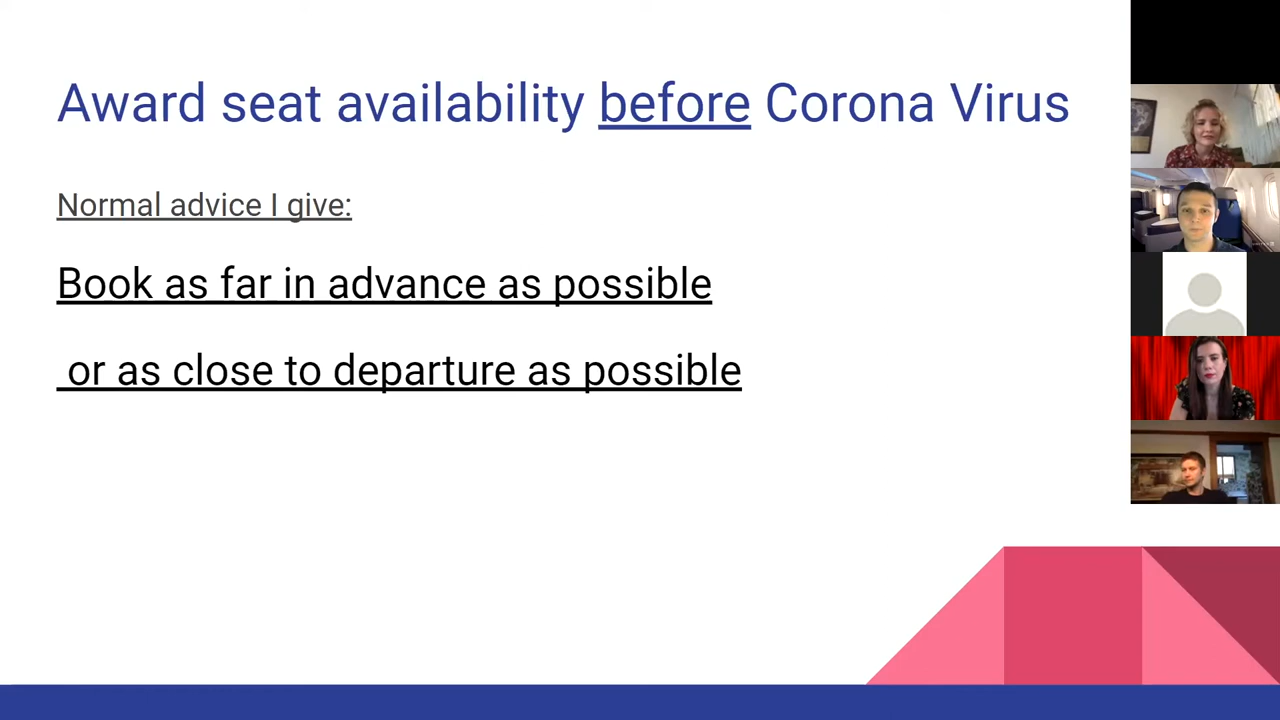 Award seat availability before Corona Virus
Normal advice I give:
Book as far in advance as possible
or as close to departure as possible